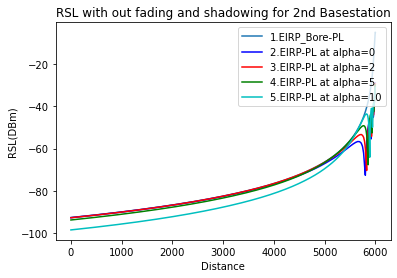 RSL with out fading and shadowing for 2nd Basestation
1.EIRP_Bore-PL
2.EIRP-PL at alpha=0
3.EIRP-PL at alpha=2
4.EIRP-PL at alpha=5
5.EIRP-PL at alpha=10
RSL(DBm)
−20
−40
−60
−80
−100
0 1000 2000 3000 4000 5000 6000
Distance